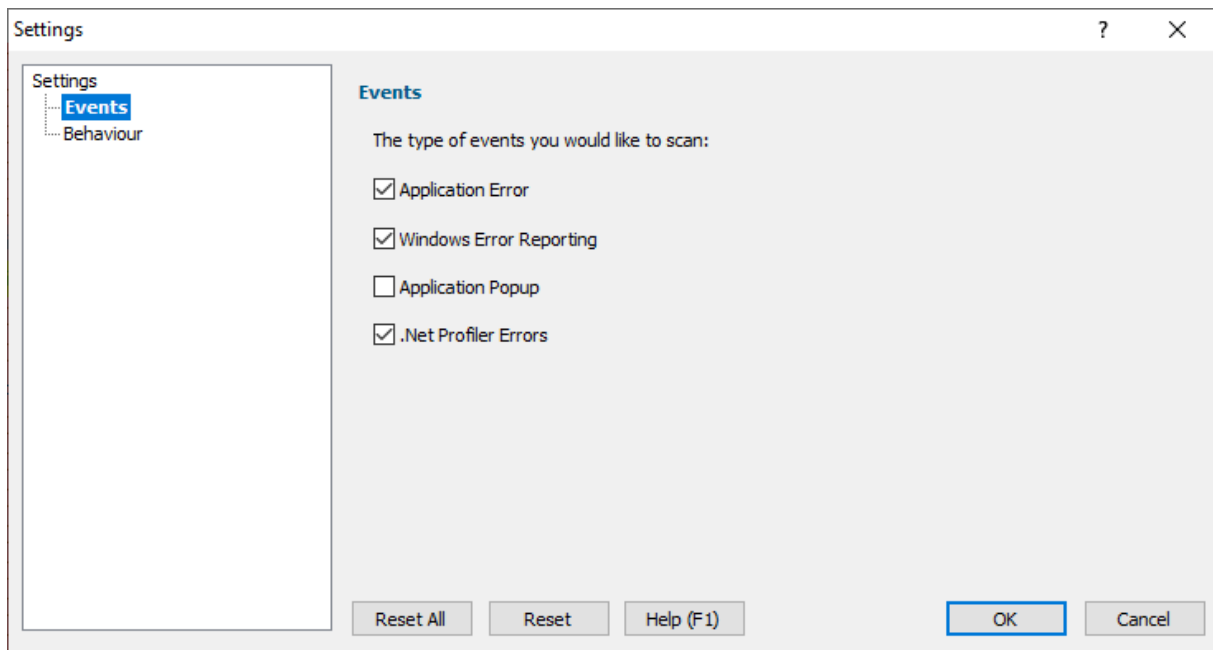 Settings
?
Settings
Events
Behaviour
Events
The type of events you would like to scan:
Application Error
Windows Error Reporting
Application Popup
.Net Profiler Errors
Reset All
Reset
Help (F1)
OK
Cancel